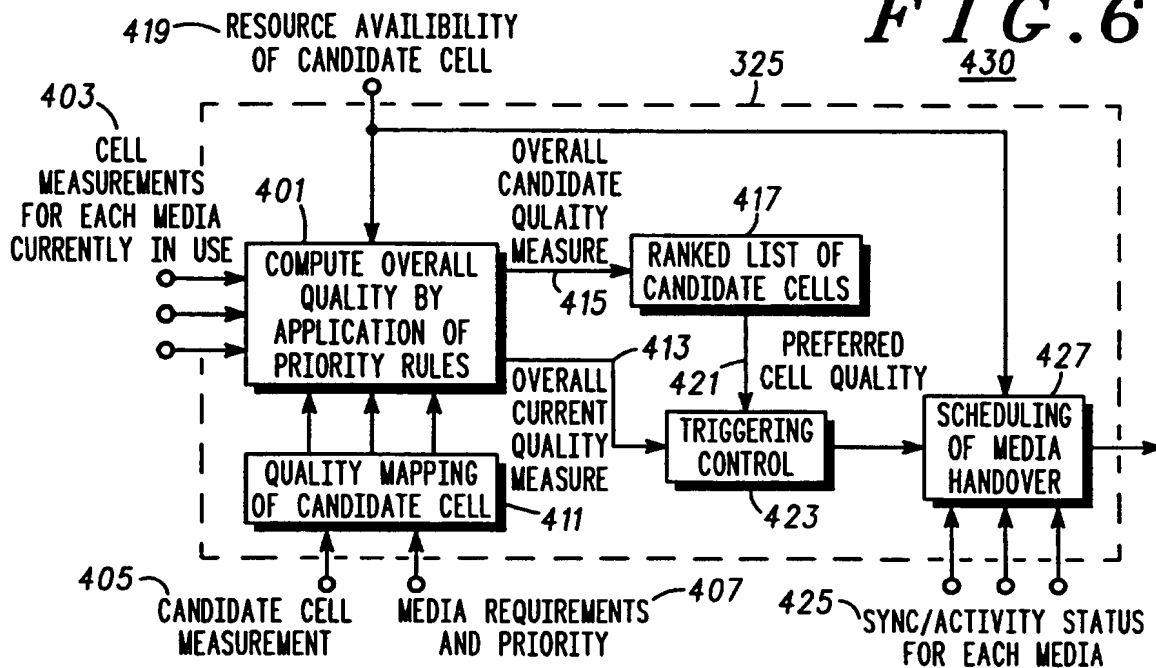 FIG.6
430
419
RESOURCE AVAILIBILITY
OF CANDIDATE CELL
325
403
CELL
MEASUREMENTS
FOR EACH MEDIA
CURRENTLY IN USE
401
COMPUTE OVERALL
QUALITY BY
APPLICATION OF
PRIORITY RULES
OVERALL
CANDIDATE
QULAITY
MEASURE
415
417
RANKED LIST OF
CANDIDATE CELLS
413
OVERALL
CURRENT
QUALITY
MEASURE
421
PREFERRED
CELL QUALITY
427
TRIGGERING
CONTROL
423
SCHEDULING
OF MEDIA
HANDOVER
QUALITY MAPPING
OF CANDIDATE CELL
411
405
CANDIDATE CELL
MEASUREMENT
MEDIA REQUIREMENTS
AND PRIORITY
407
425
SYNC/ACTIVITY STATUS
FOR EACH MEDIA